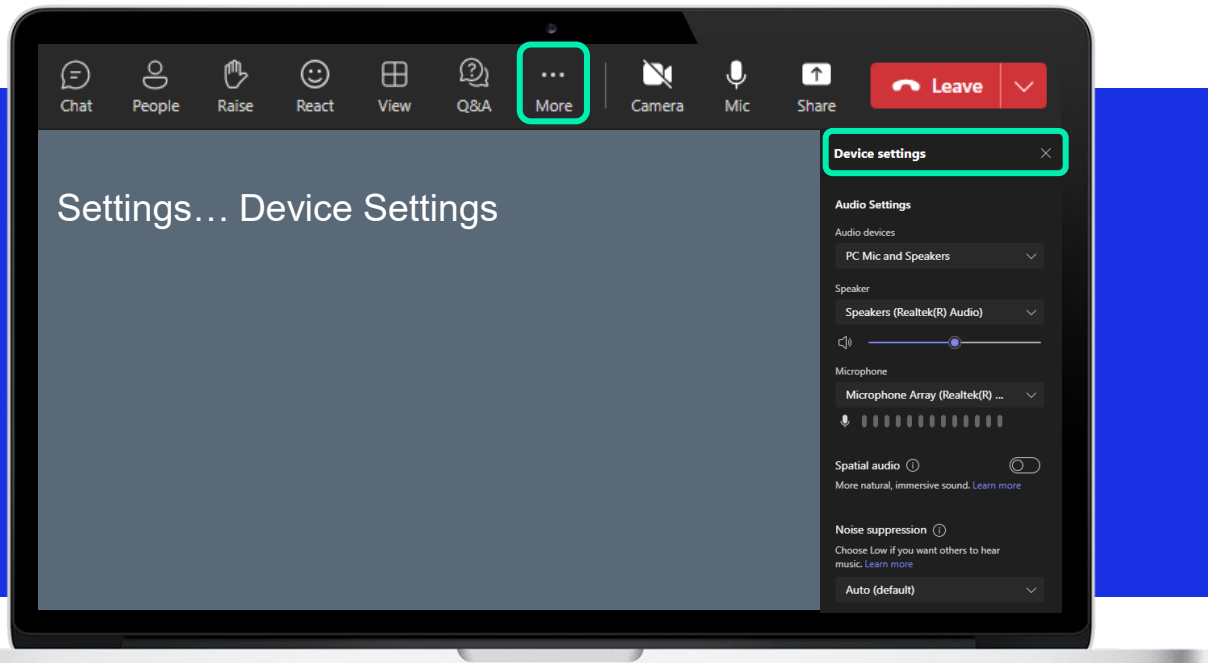 Chat People Raise React View Q&A More Camera Mic Share Leave
Device settings
Settings… Device Settings
Audio Settings
Audio devices
PC Mic and Speakers
Speaker
Speakers (Realtek(R) Audio)
Microphone
Microphone Array (Realtek(R) ...
Spatial audio
More natural, immersive sound. Learn more
Noise suppression
Choose Low if you want others to hear
music. Learn more
Auto (default)